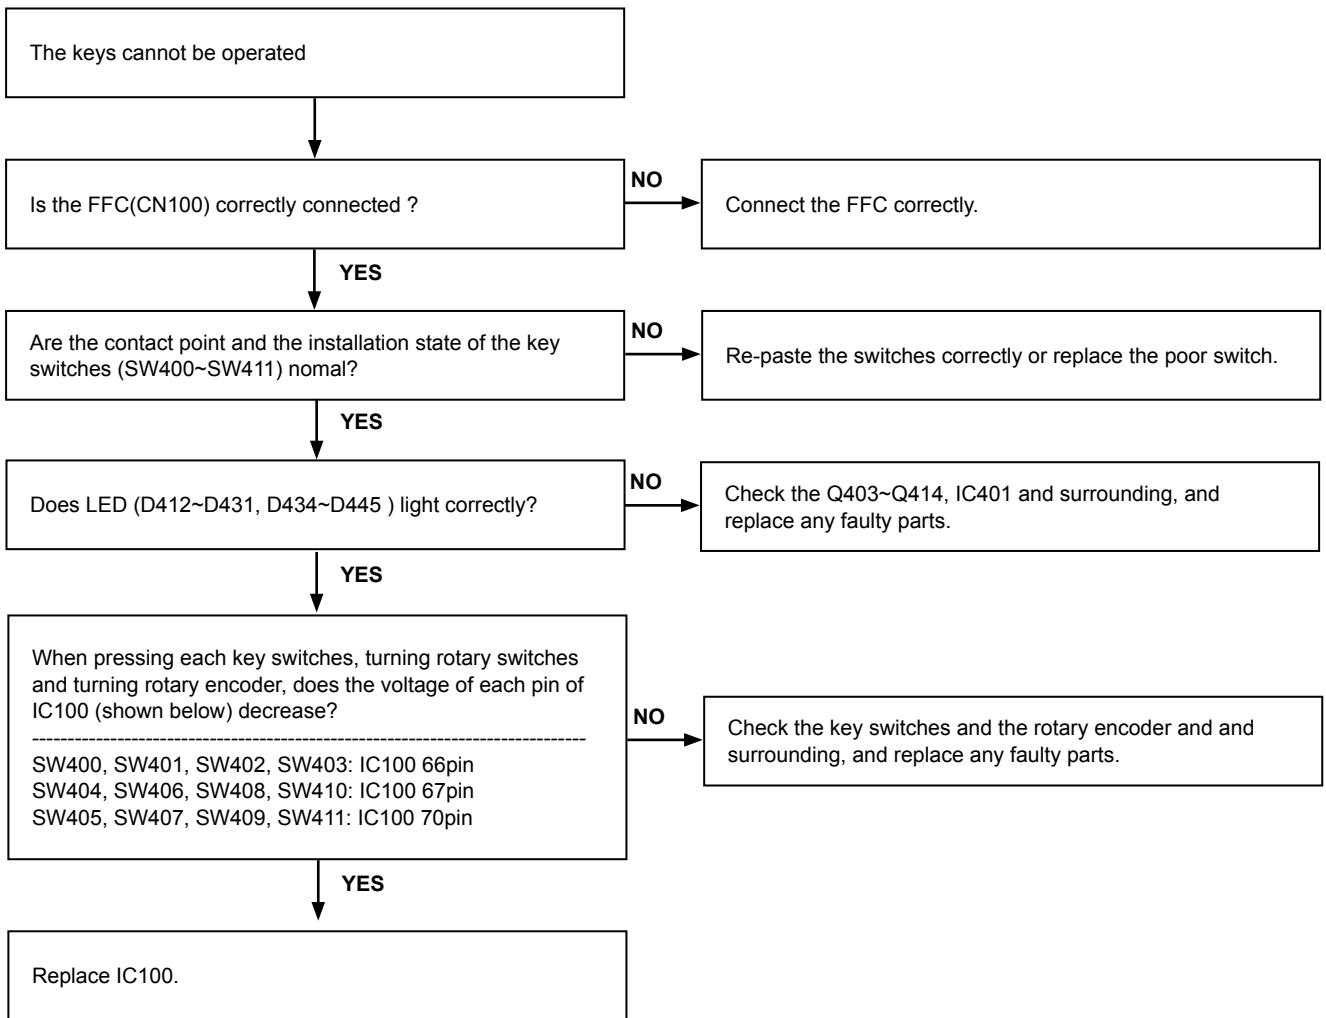 The keys cannot be operated
Is the FFC(CN100) correctly connected ?
NO
Connect the FFC correctly.
YES
Are the contact point and the installation state of the key
switches (SW400~SW411) nomal?
NO
Re-paste the switches correctly or replace the poor switch.
YES
Does LED (D412~D431, D434~D445 ) light correctly?
NO
Check the Q403~Q414, IC401 and surrounding, and
replace any faulty parts.
YES
When pressing each key switches, turning rotary switches
and turning rotary encoder, does the voltage of each pin of
IC100 (shown below) decrease?
-------------------------------------------------------------------------------
SW400, SW401, SW402, SW403: IC100 66pin
SW404, SW406, SW408, SW410: IC100 67pin
SW405, SW407, SW409, SW411: IC100 70pin
NO
Check the key switches and the rotary encoder and and
surrounding, and replace any faulty parts.
YES
Replace IC100.